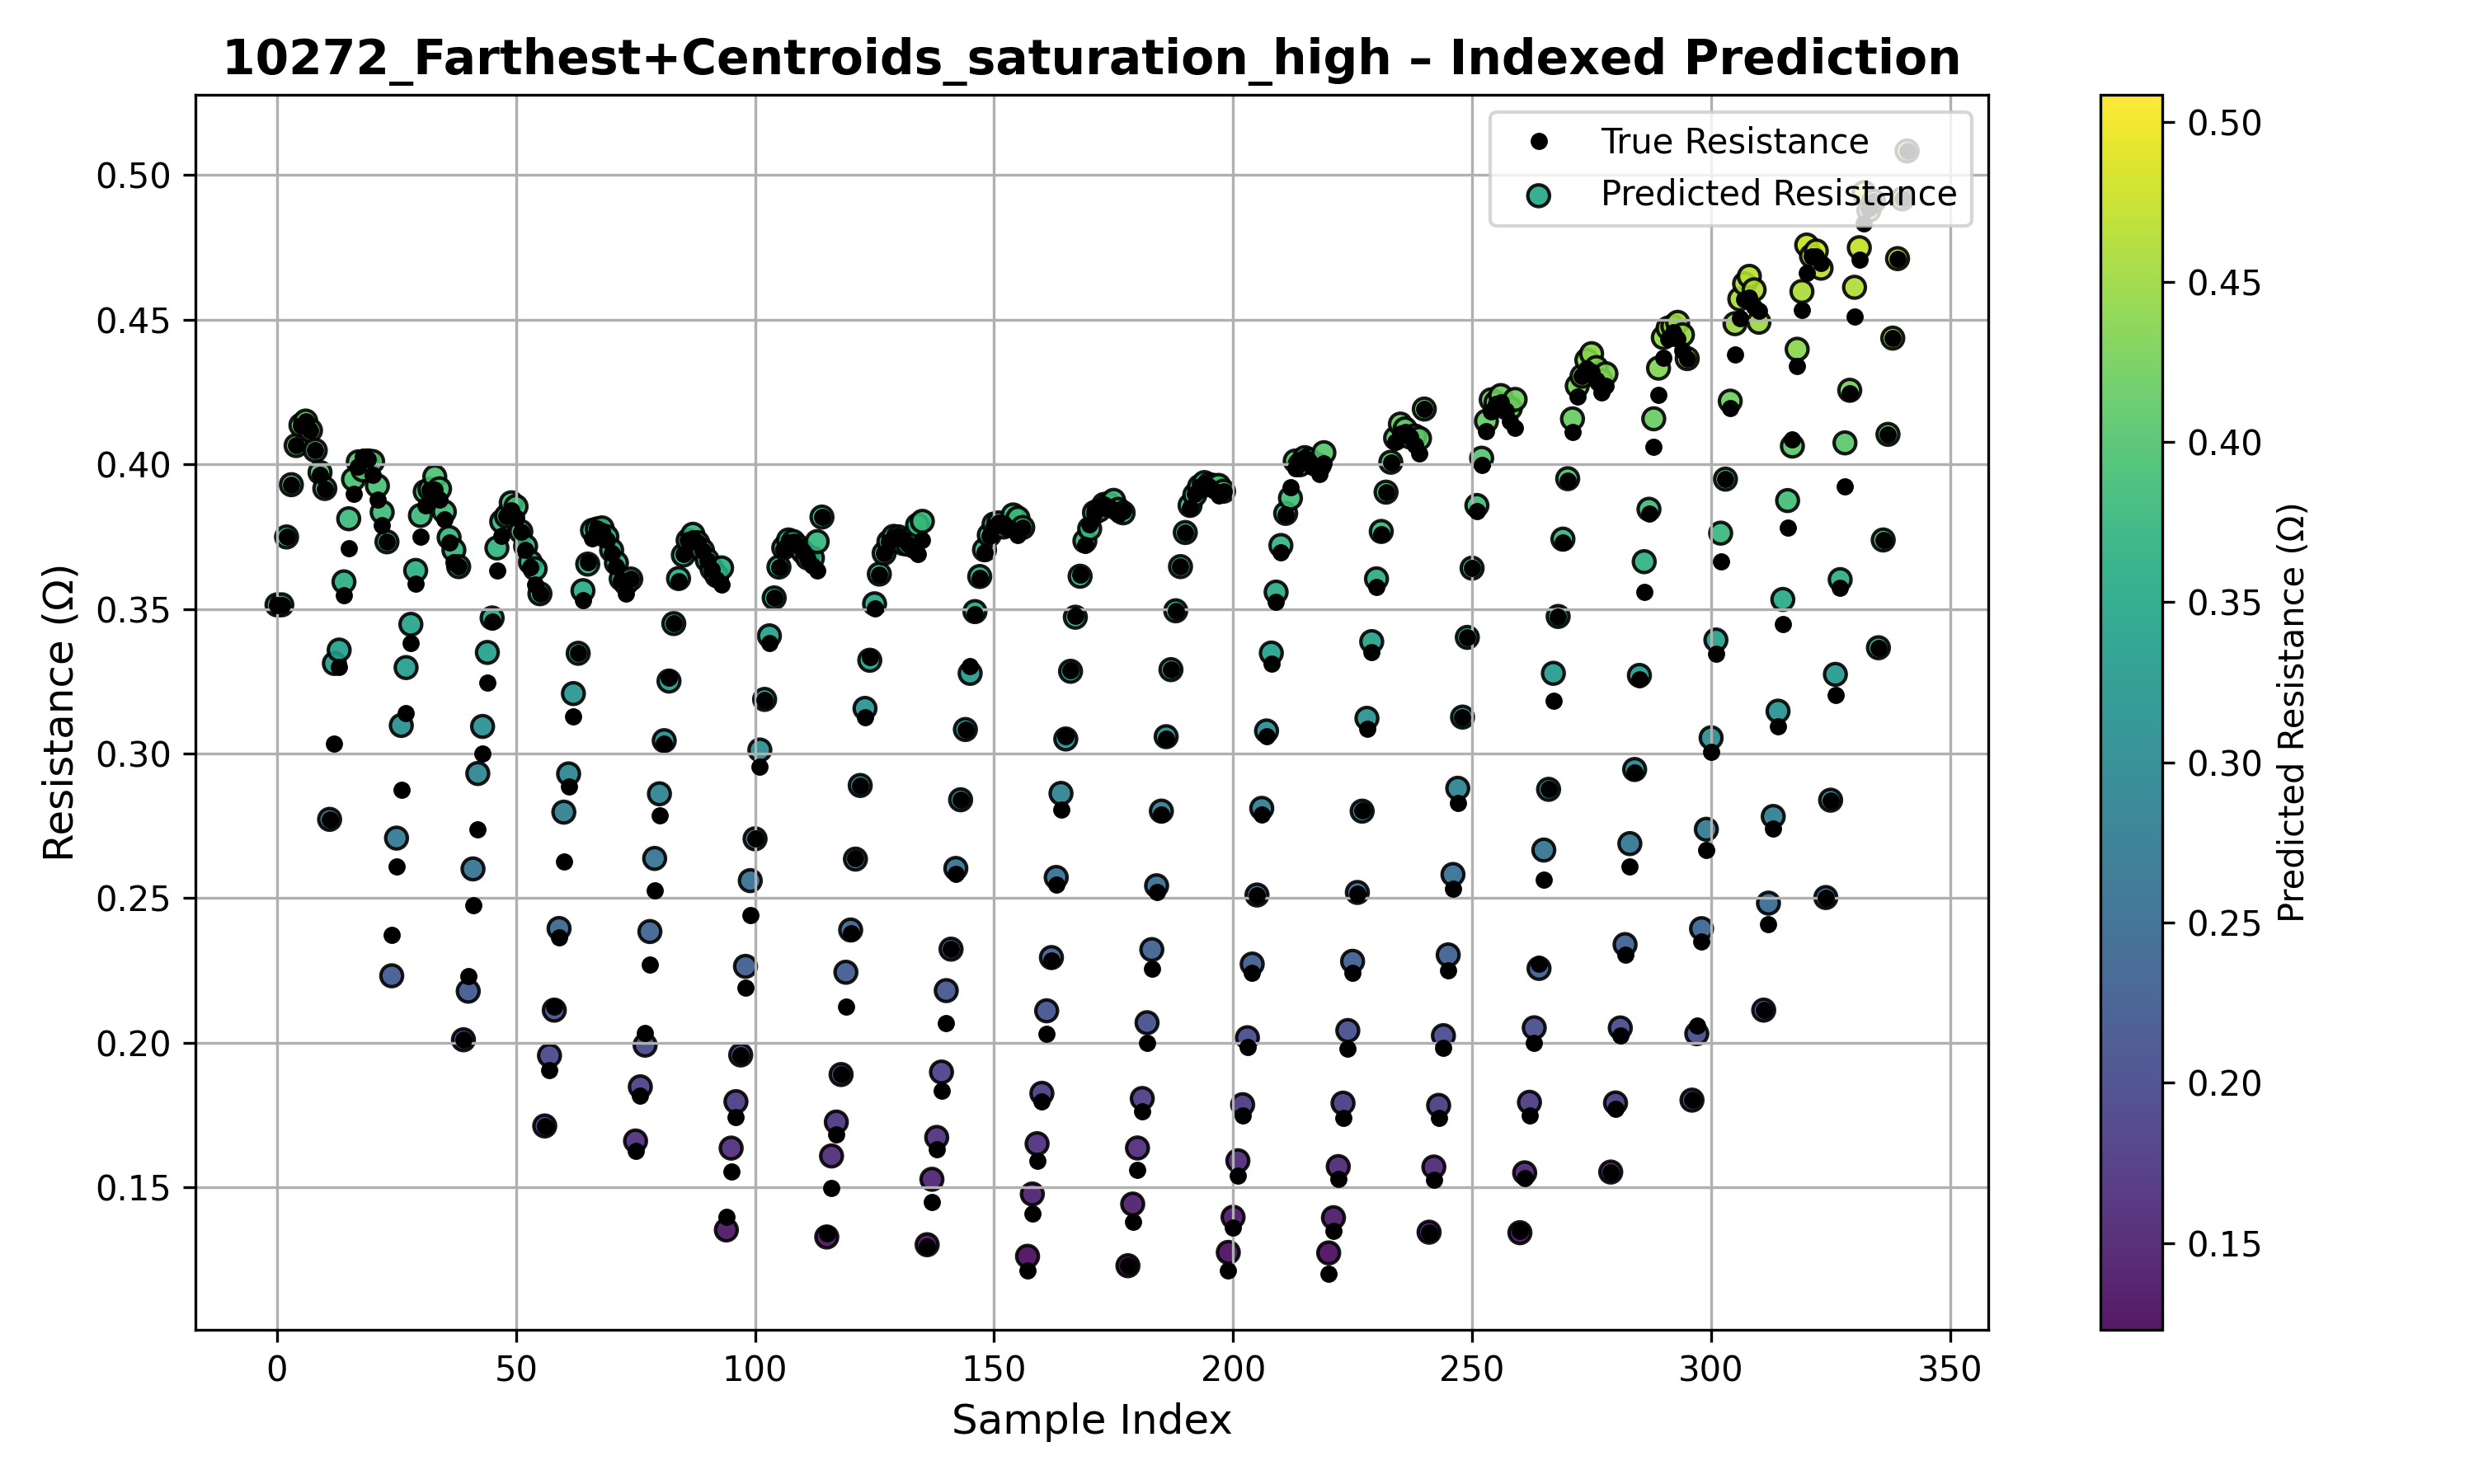 10272_Farthest+Centroids_saturation_high – Indexed Prediction
True Resistance
Predicted Resistance
Resistance (Ω)
0.50
0.45
0.40
0.35
0.30
0.25
0.20
0.15
0 50 100 150 200 250 300 350
Sample Index
0.50
0.45
0.40
0.35
0.30
0.25
0.20
0.15
Predicted Resistance (Ω)